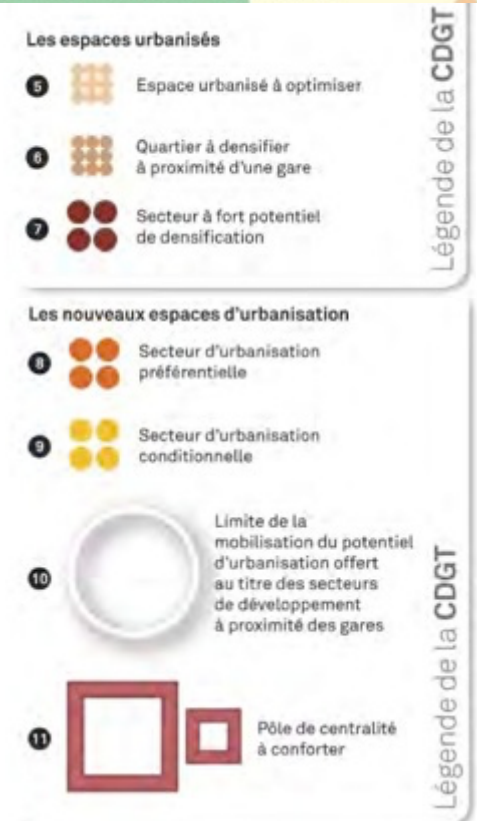 Les espaces urbanisés
5
Espace urbanisé à optimiser
6
Quartier à densifier
à proximité d'une gare
7
Secteur à fort potentiel
de densification
Légende de la CDGT
Les nouveaux espaces d'urbanisation
8
Secteur d'urbanisation
préférentielle
9
Secteur d'urbanisation
conditionnelle
10
Limite de la
mobilisation du potentiel
d'urbanisation offert
au titre des secteurs
de développement
à proximité des gares
11
Pôle de centralité
à conforter
Légende de la CDGT